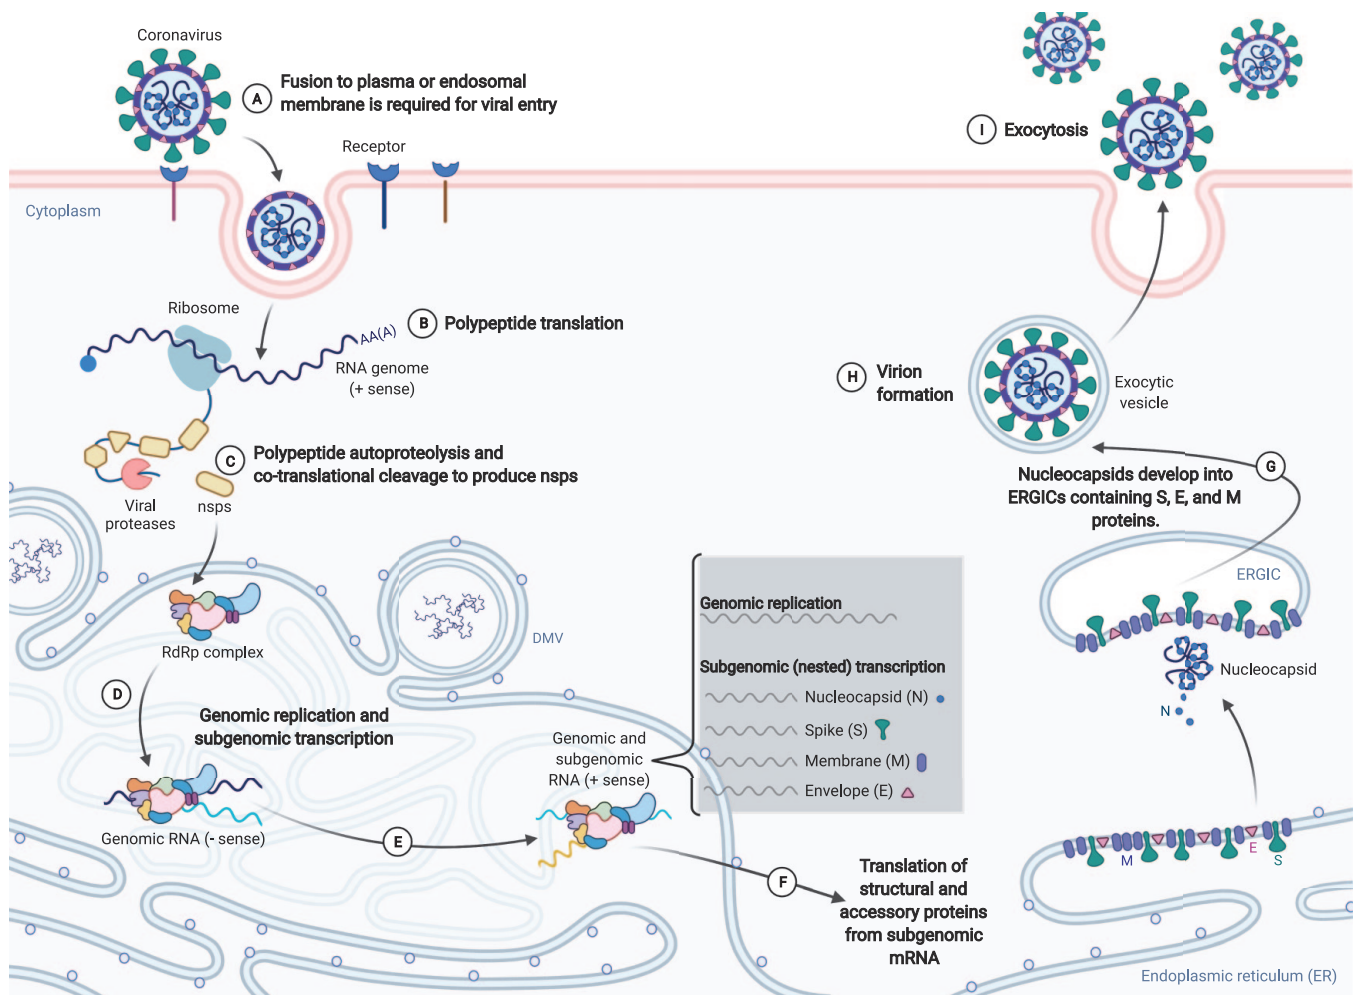 Coronavirus
A
Fusion to plasma or endosomal
membrane is required for viral entry
Receptor
Cytoplasm
Ribosome
AA(A)
B
Polypeptide translation
RNA genome
(+ sense)
C
Polypeptide autoproteolysis and
co-translational cleavage to produce nsps
Viral
proteases
nsps
RdRp complex
DMV
D
Genomic replication and
subgenomic transcription
Genomic RNA (- sense)
E
Genomic and
subgenomic
RNA (+ sense)
Genomic replication
Subgenomic (nested) transcription
Nucleocapsid (N)
Spike (S)
Membrane (M)
Envelope (E)
F
Translation of
structural and
accessory proteins
from subgenomic
mRNA
M
E
S
Endoplasmic reticulum (ER)
N
Nucleocapsid
ERGIC
G
Nucleocapsids develop into
ERGICs containing S, E, and M
proteins.
H
Virion
formation
Exocytic
vesicle
I
Exocytosis